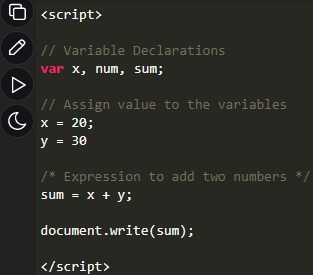 <script>
// Variable Declarations
var x, num, sum;
// Assign value to the variables
x = 20;
y = 30
/* Expression to add two numbers */
sum = x + y;
document.write(sum);
</script>